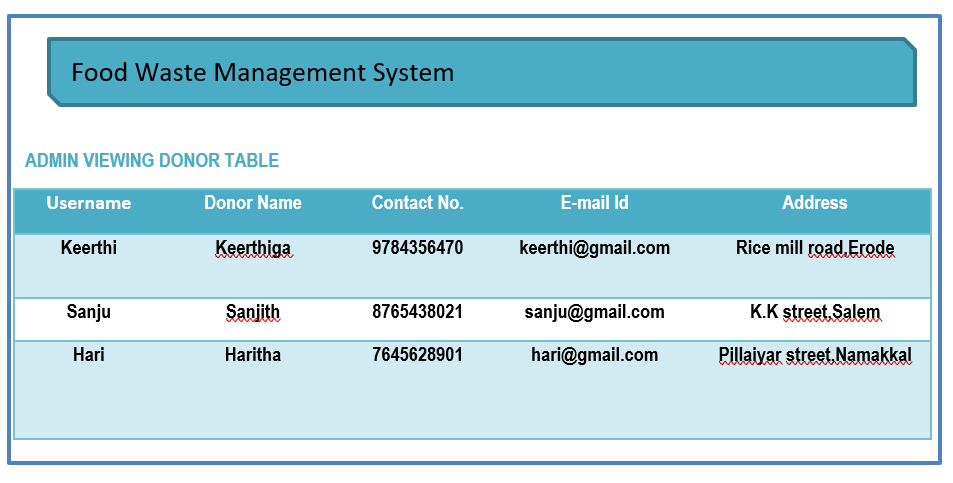 Food Waste Management System
ADMIN VIEWING DONOR TABLE
Username Donor Name Contact No. E-mail Id Address
Keerthi Keerthiga 9784356470 keerthi@gmail.com Rice mill road,Erode
Sanju Sanjith 8765438021 sanju@gmail.com K.K street,Salem
Hari Haritha 7645628901 hari@gmail.com Pillaiyar street,Namakkal